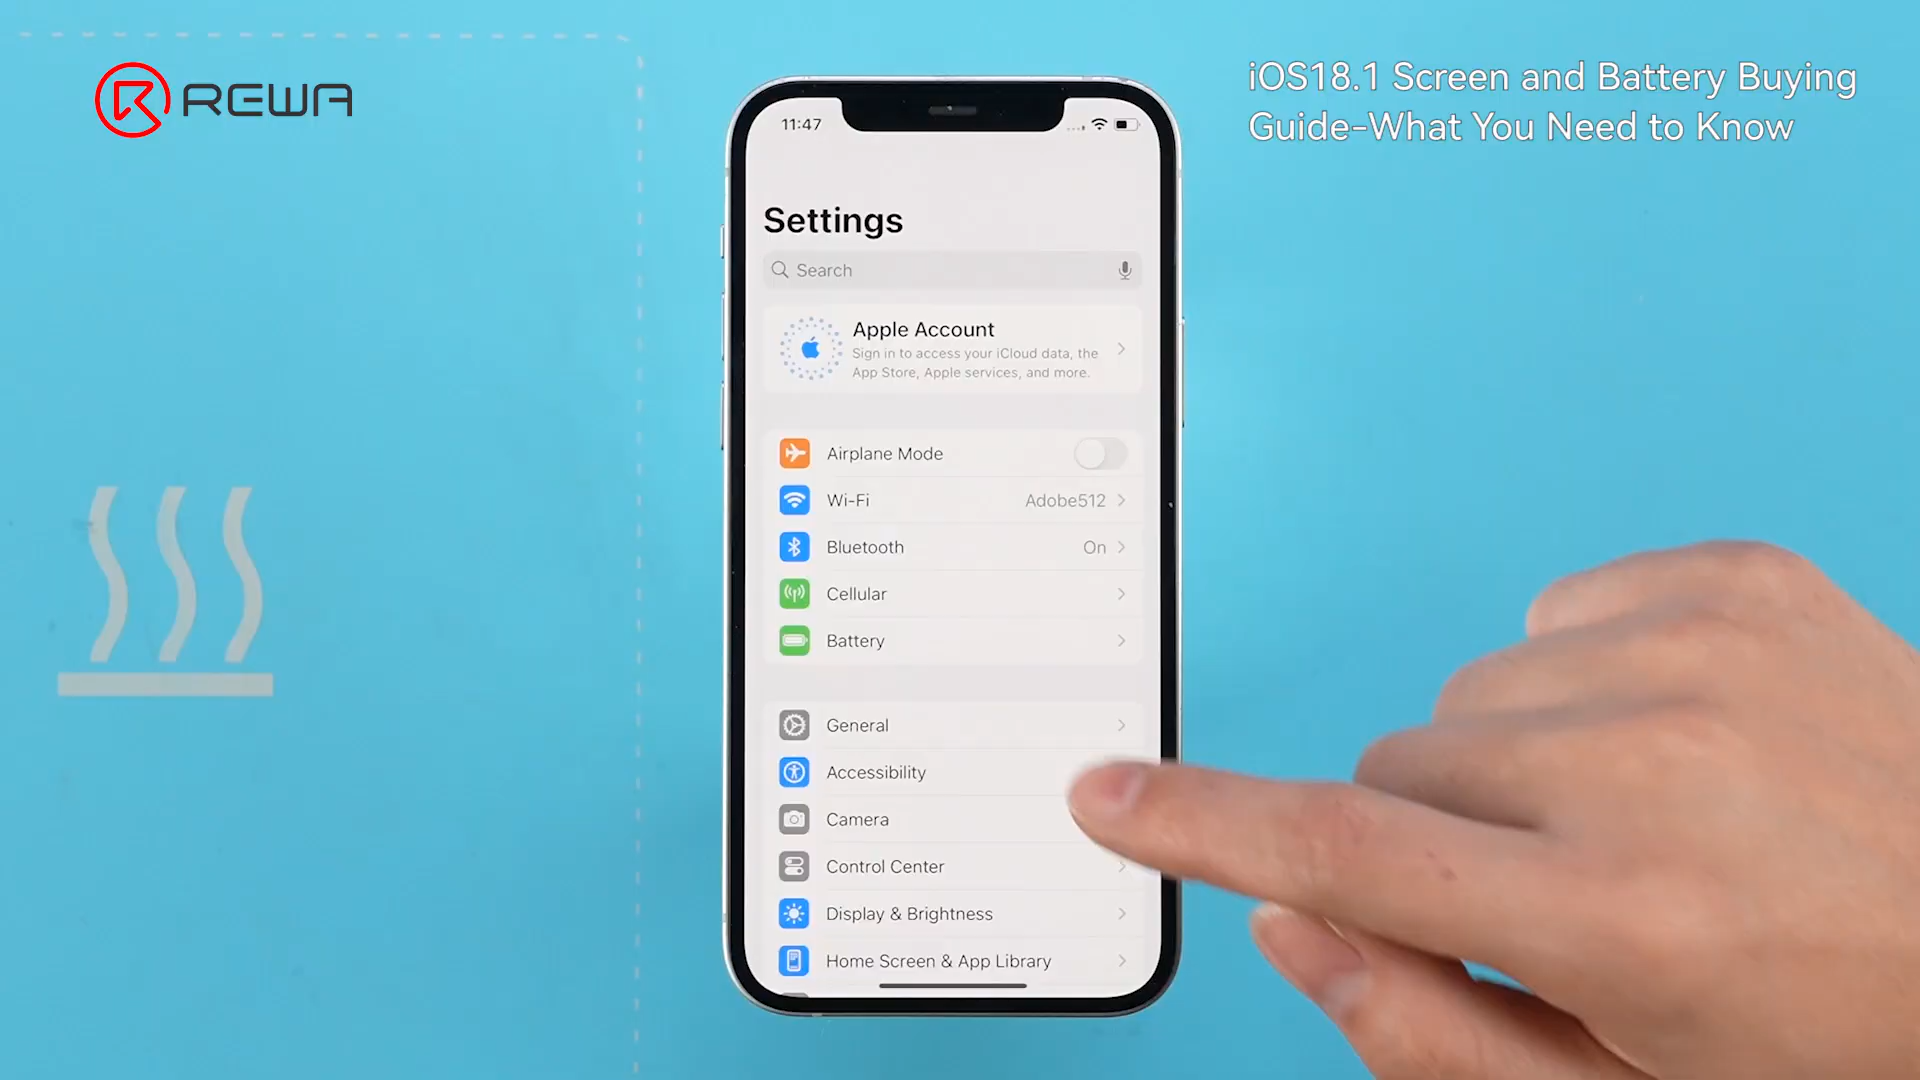 REWA
iOS18.1 Screen and Battery Buying
Guide-What You Need to Know
11:47
Settings
Search
Apple Account
Sign in to access your iCloud data, the
App Store, Apple services, and more.
Airplane Mode
Wi-Fi Adobe512
Bluetooth On
Cellular
Battery
General
Accessibility
Camera
Control Center
Display & Brightness
Home Screen & App Library